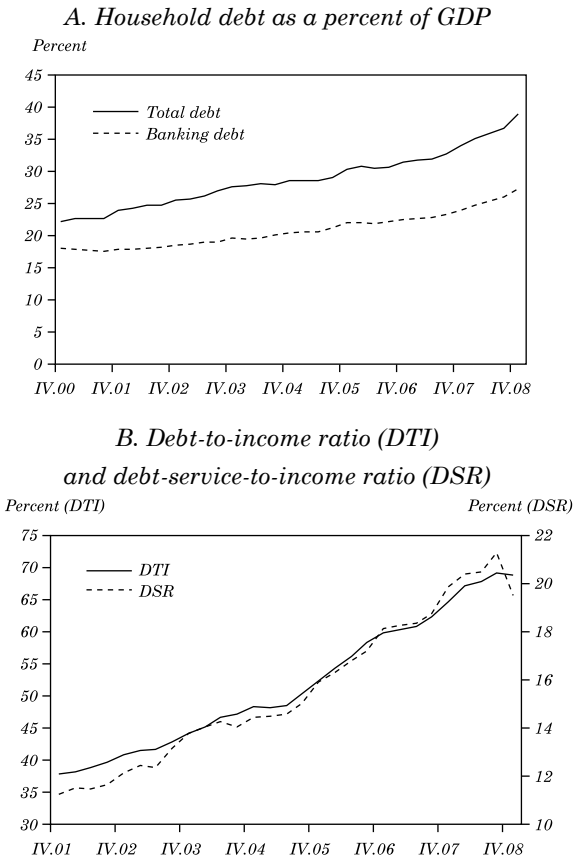 A. Household debt as a percent of GDP
Percent
45
40
35
30
25
20
15
10
5
0
Total debt
Banking debt
IV.00 IV.01 IV.02 IV.03 IV.04 IV.05 IV.06 IV.07 IV.08
B. Debt-to-income ratio (DTI)
and debt-service-to-income ratio (DSR)
Percent (DTI) Percent (DSR)
75
70
65
60
55
50
45
40
35
30
DTI
DSR
22
20
18
16
14
12
10
IV.01 IV.02 IV.03 IV.04 IV.05 IV.06 IV.07 IV.08